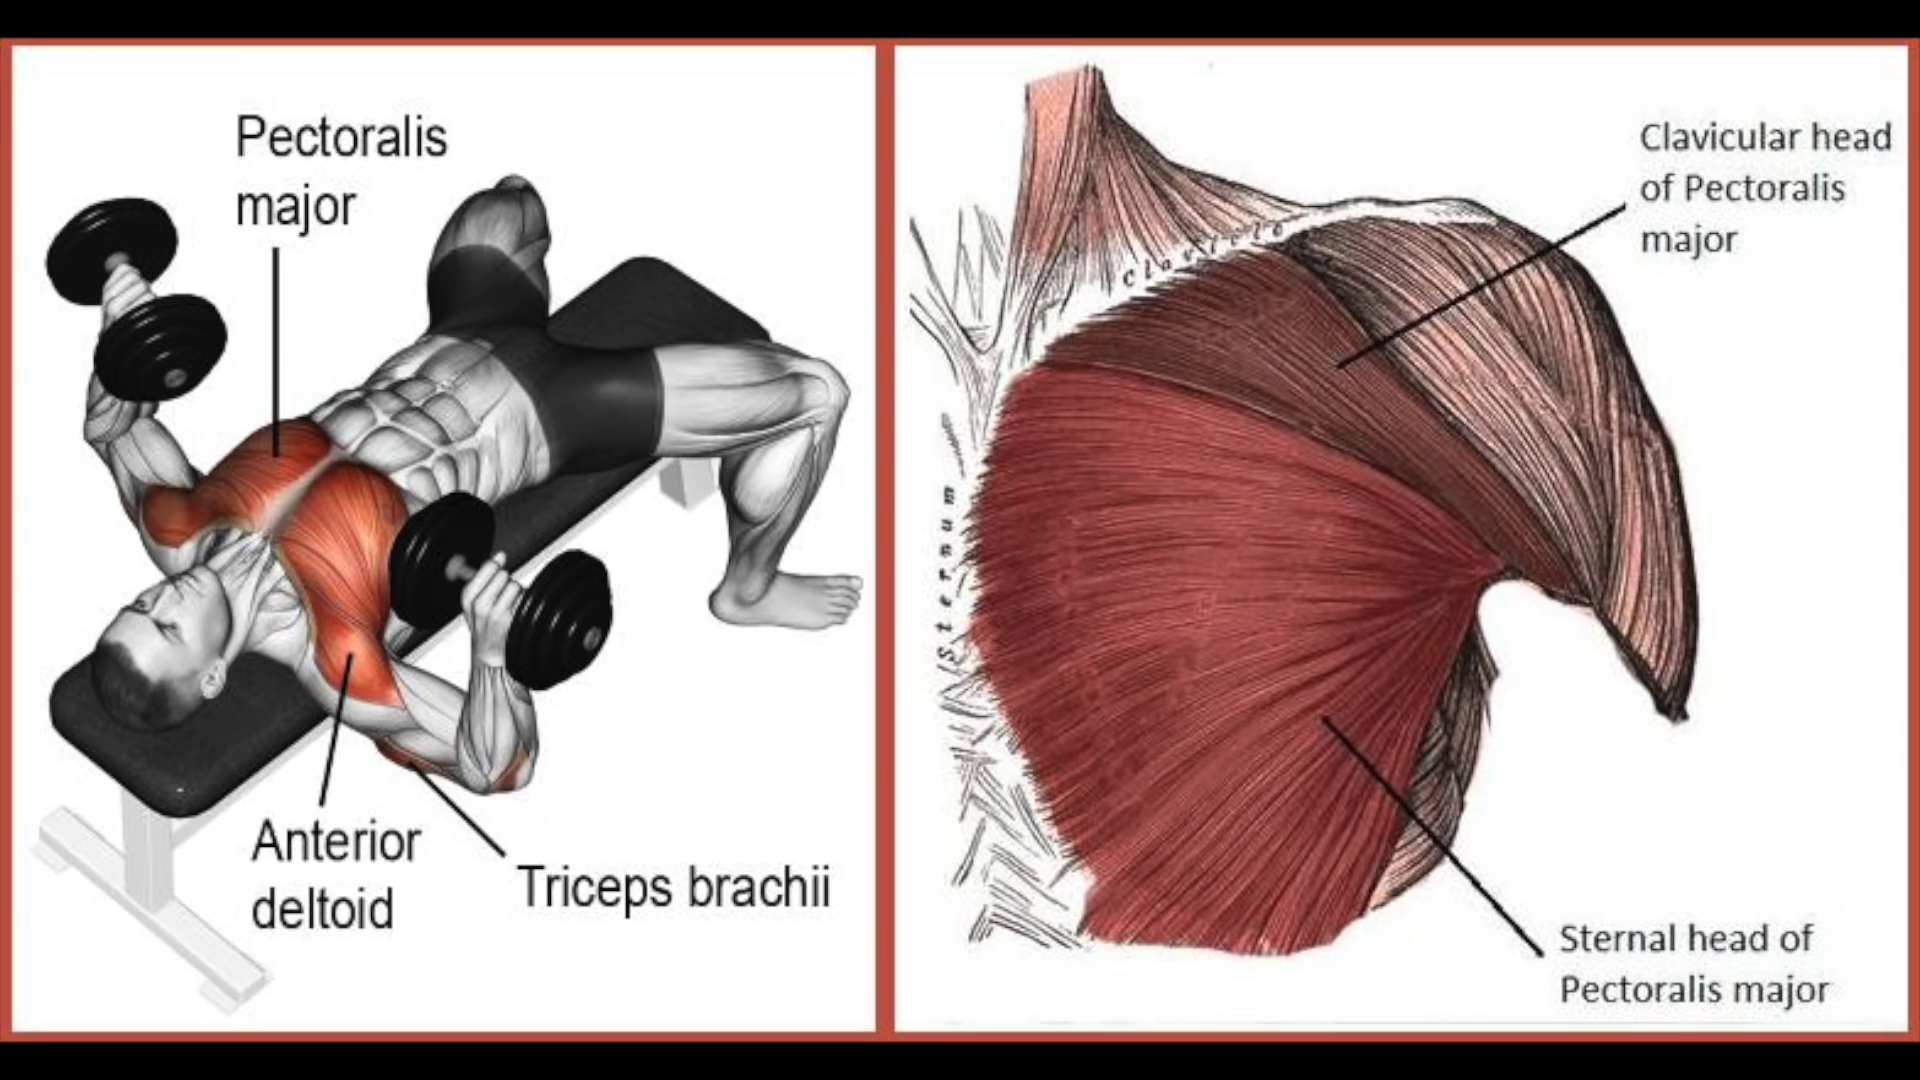 Pectoralis
major
Anterior
deltoid
Triceps brachii
Clavicular head
of Pectoralis
major
Clavicle
Sternum
Sternal head of
Pectoralis major